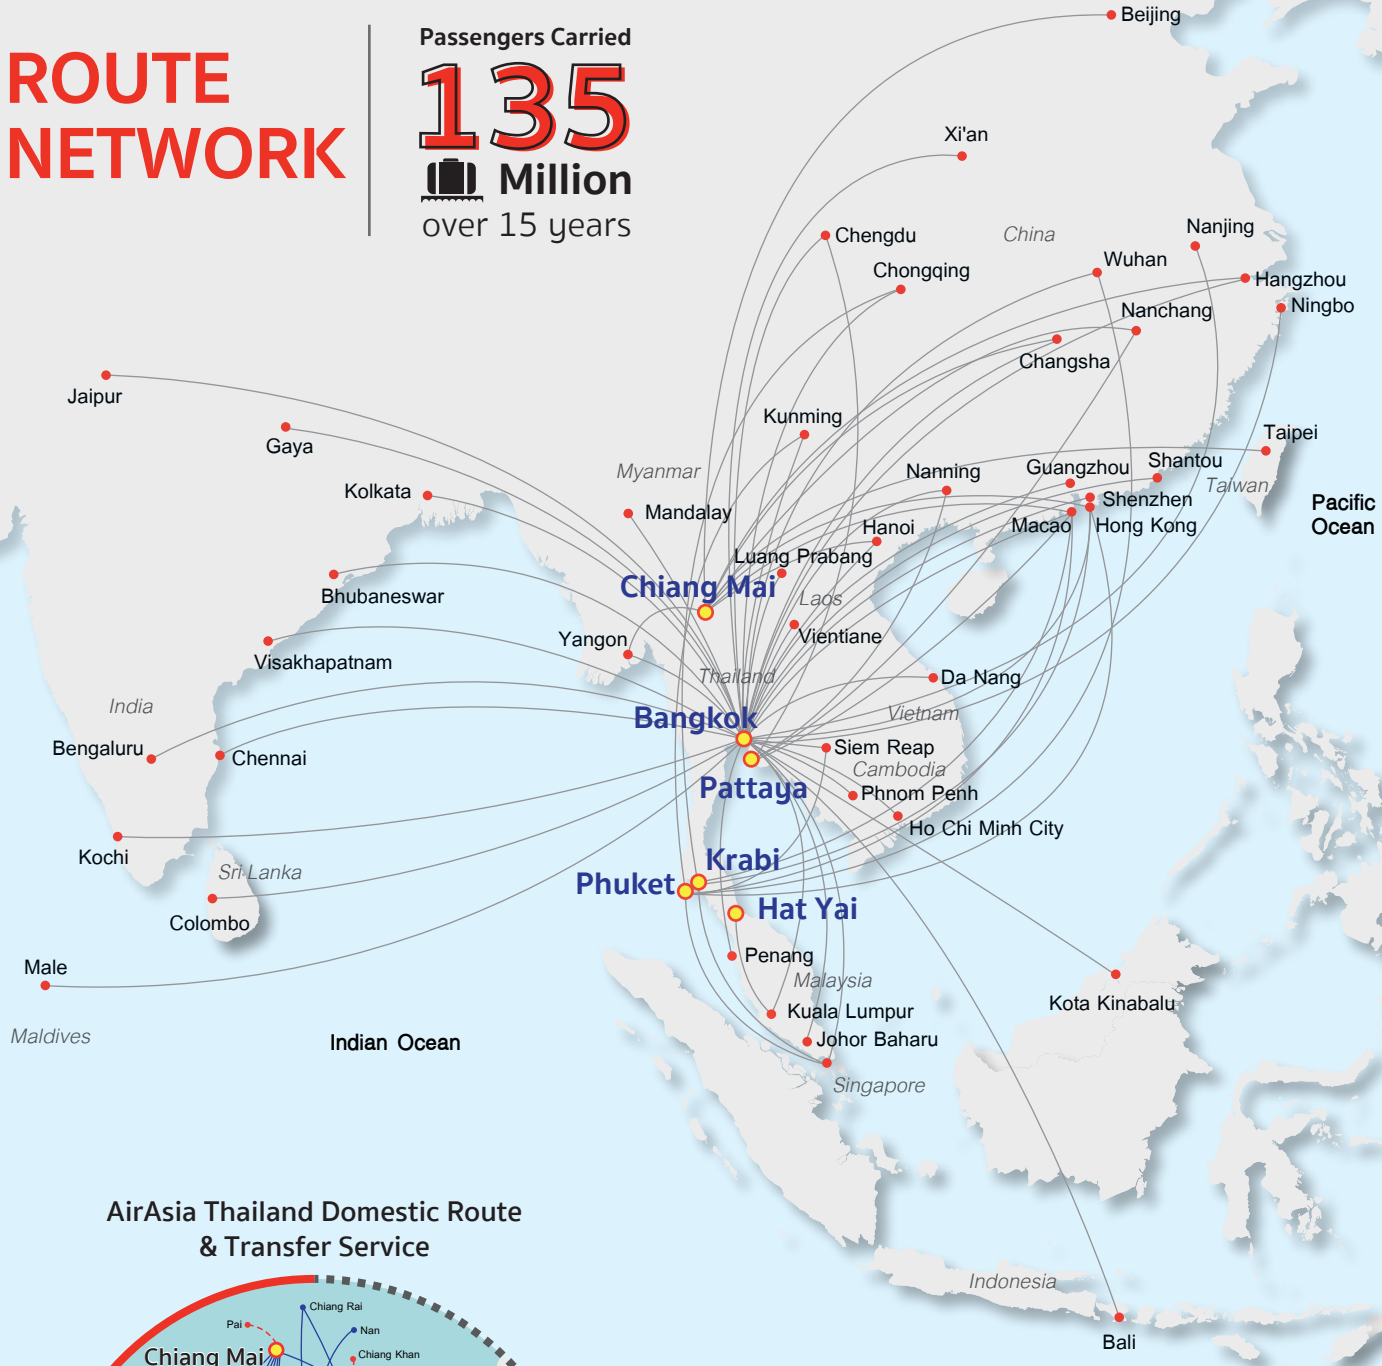 ROUTE
NETWORK
Passengers Carried
135
Million
over 15 years
Beijing
Xi'an
Chengdu
China
Nanjing
Wuhan
Chongqing
Hangzhou
Ningbo
Nanchang
Changsha
Jaipur
Gaya
Kunming
Taipei
Myanmar
Nanning
Guangzhou
Shantou
Taiwan
Kolkata
Mandalay
Shenzhen
Pacific
Ocean
Hanoi
Macao
Hong Kong
Luang Prabang
Chiang Mai
Laos
Bhubaneswar
Yangon
Vientiane
Visakhapatnam
Thailand
Da Nang
India
Bangkok
Vietnam
Bengaluru
Chennai
Siem Reap
Cambodia
Pattaya
Phnom Penh
Ho Chi Minh City
Kochi
Sri Lanka
Krabi
Phuket
Hat Yai
Colombo
Male
Penang
Malaysia
Kota Kinabalu
Kuala Lumpur
Maldives
Indian Ocean
Johor Baharu
Singapore
AirAsia Thailand Domestic Route
& Transfer Service
Indonesia
Bali
Chiang Rai
Pai
Nan
Chiang Mai
Chiang Khan